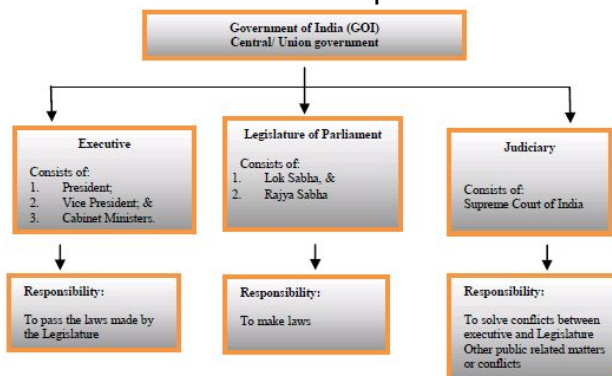 Government of India (GOI)
Central/ Union government
Executive
Consists of:
1. President;
2. Vice President; &
3. Cabinet Ministers.
Legislature of Parliament
Consists of:
1. Lok Sabha, &
2. Rajya Sabha
Judiciary
Consists of:
Supreme Court of India
Responsibility:
To pass the laws made by
the Legislature
Responsibility:
To make laws
Responsibility:
To solve conflicts between
executive and Legislature
Other public related matters
or conflicts